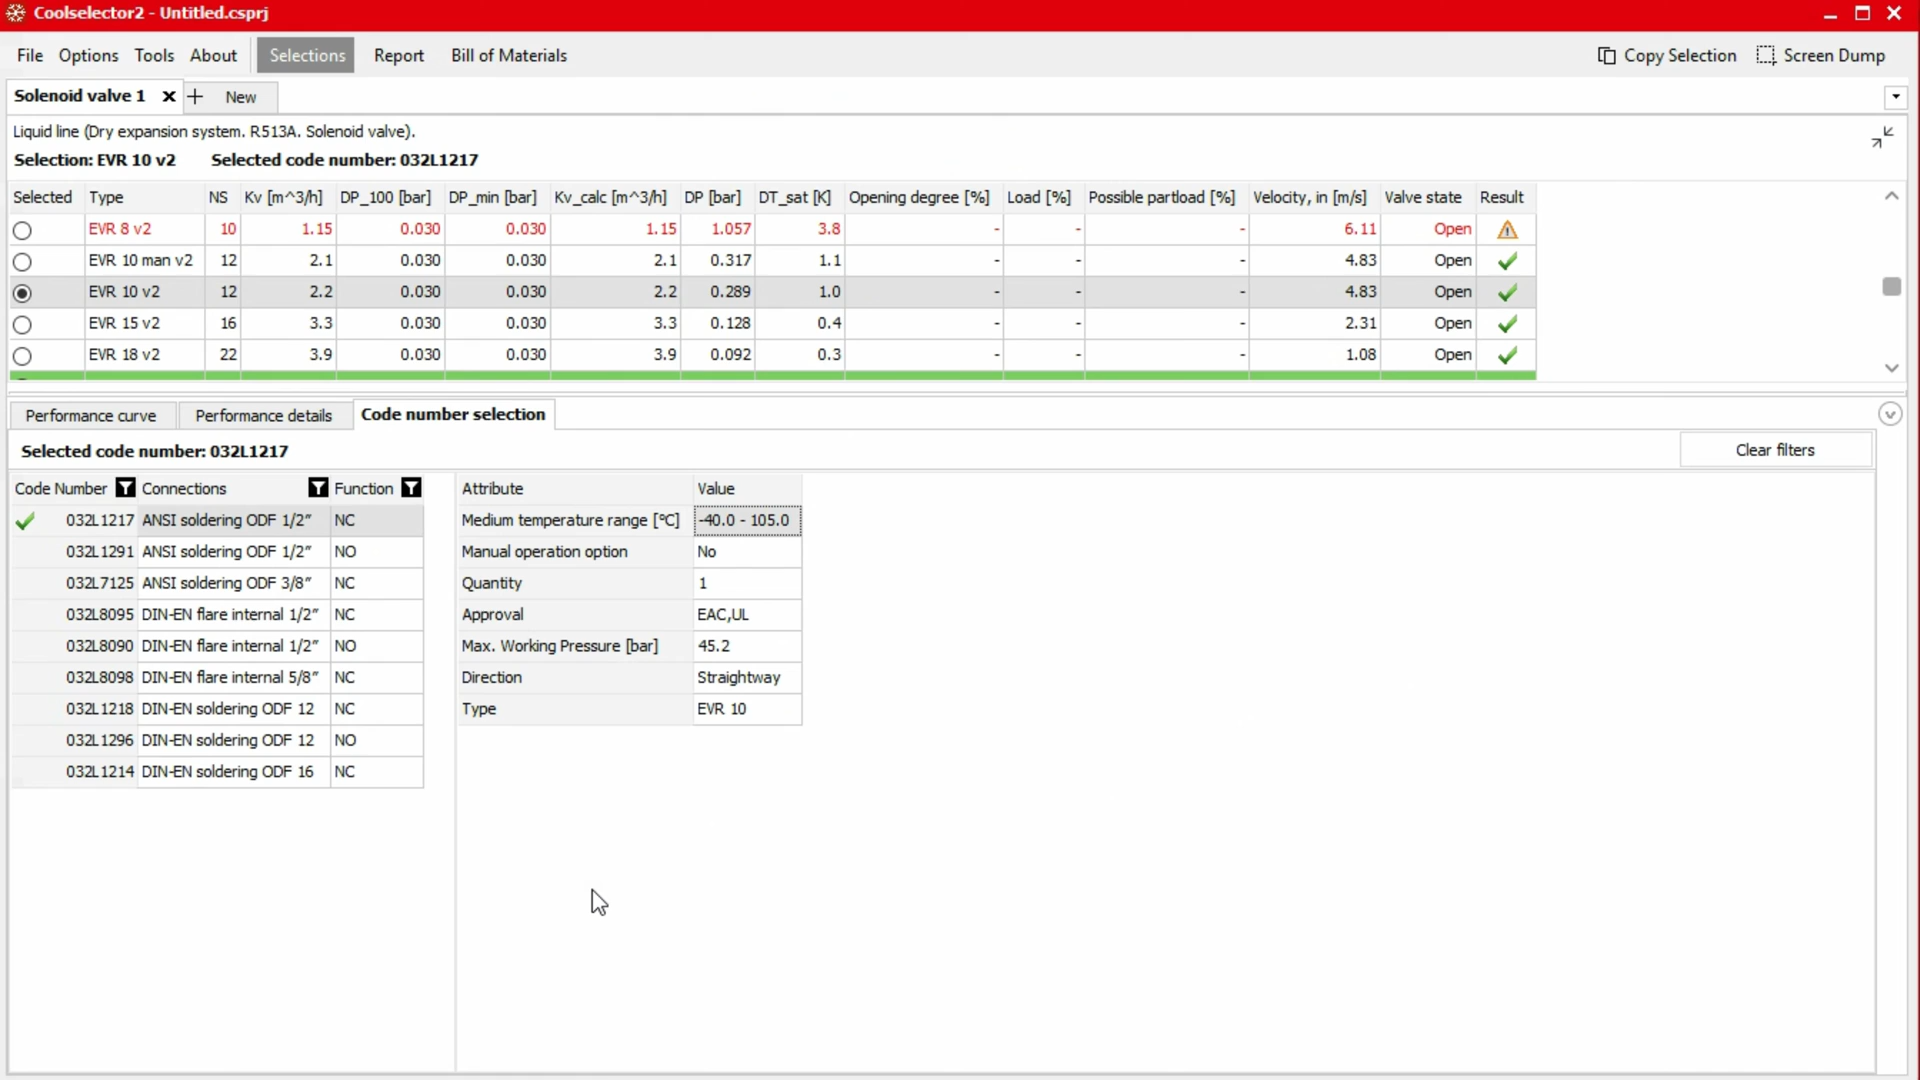 Coolselector2 - Untitled.csprj
File Options Tools About Selections Report Bill of Materials Copy Selection Screen Dump
Solenoid valve 1 New
Liquid line (Dry expansion system. R513A. Solenoid valve).
Selection: EVR 10 v2 Selected code number: 032L1217
Selected Type NS Kv [m^3/h] DP_100 [bar] DP_min [bar] Kv_calc [m^3/h] DP [bar] DT_sat [K] Opening degree [%] Load [%] Possible partload [%] Velocity, in [m/s] Valve state Result
EVR 8 v2 10 1.15 0.030 0.030 1.15 1.057 3.8 - - - 6.11 Open
EVR 10 man v2 12 2.1 0.030 0.030 2.1 0.317 1.1 - - - 4.83 Open
EVR 10 v2 12 2.2 0.030 0.030 2.2 0.289 1.0 - - - 4.83 Open
EVR 15 v2 16 3.3 0.030 0.030 3.3 0.128 0.4 - - - 2.31 Open
EVR 18 v2 22 3.9 0.030 0.030 3.9 0.092 0.3 - - - 1.08 Open
Performance curve Performance details Code number selection
Selected code number: 032L1217 Clear filters
Code Number Connections Function Attribute Value
032L1217 ANSI soldering ODF 1/2" NC Medium temperature range [°C] -40.0 - 105.0
032L1291 ANSI soldering ODF 1/2" NO Manual operation option No
032L7125 ANSI soldering ODF 3/8" NC Quantity 1
032L8095 DIN-EN flare internal 1/2" NC Approval EAC,UL
032L8090 DIN-EN flare internal 1/2" NO Max. Working Pressure [bar] 45.2
032L8098 DIN-EN flare internal 5/8" NC Direction Straightway
032L1218 DIN-EN soldering ODF 12 NC Type EVR 10
032L1296 DIN-EN soldering ODF 12 NO
032L1214 DIN-EN soldering ODF 16 NC